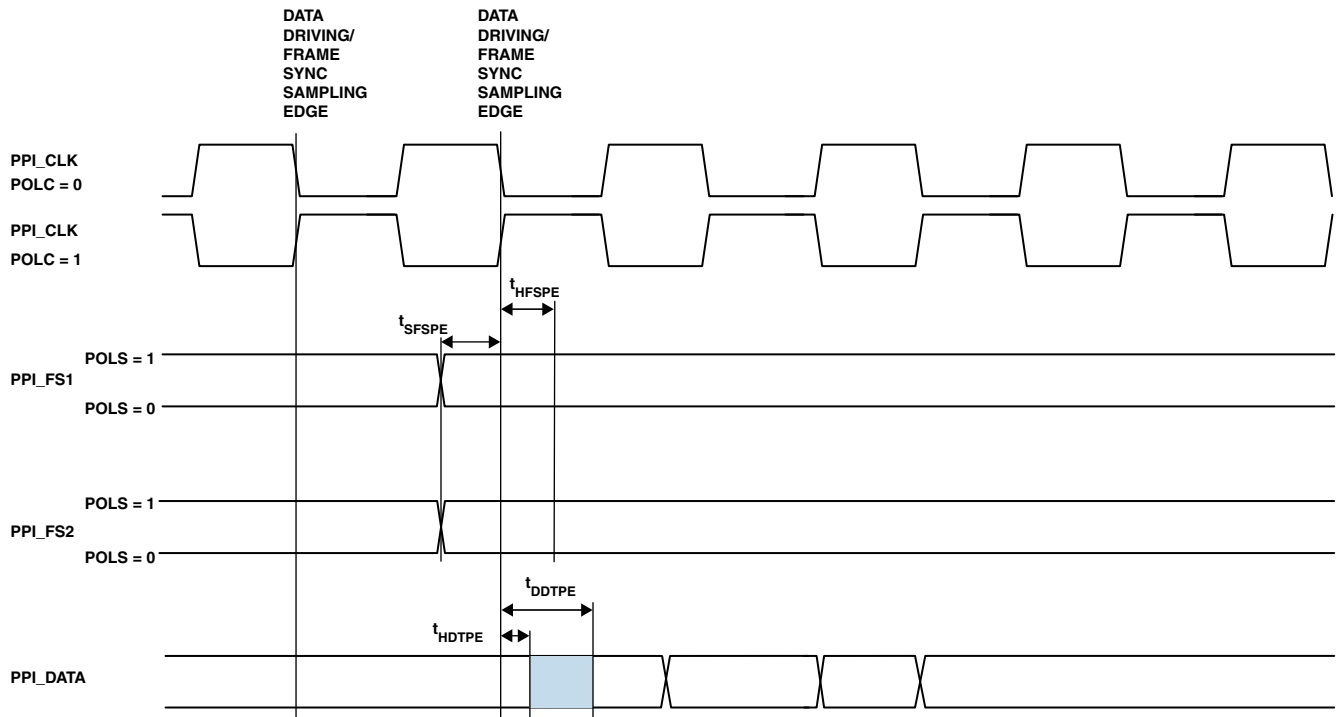 DATA
DRIVING/
FRAME
SYNC
SAMPLING
EDGE
DATA
DRIVING/
FRAME
SYNC
SAMPLING
EDGE
PPI_CLK
POLC = 0
PPI_CLK
POLC = 1
tHFSPE
tSFSPE
POLS = 1
PPI_FS1
POLS = 0
POLS = 1
PPI_FS2
POLS = 0
tDDTPE
tHDTPE
PPI_DATA